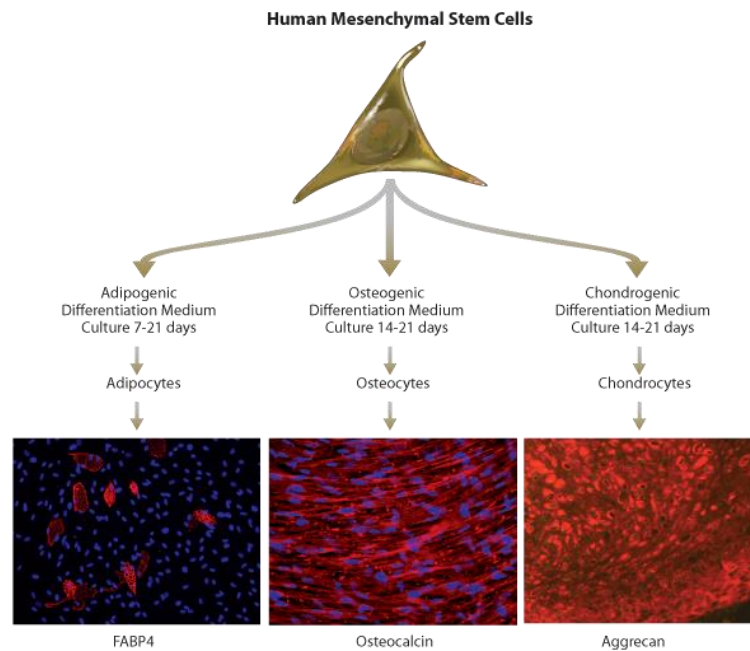 Human Mesenchymal Stem Cells
Adipogenic
Differentiation Medium
Culture 7-21 days
Osteogenic
Differentiation Medium
Culture 14-21 days
Chondrogenic
Differentiation Medium
Culture 14-21 days
Adipocytes
Osteocytes
Chondrocytes
FABP4
Osteocalcin
Aggrecan